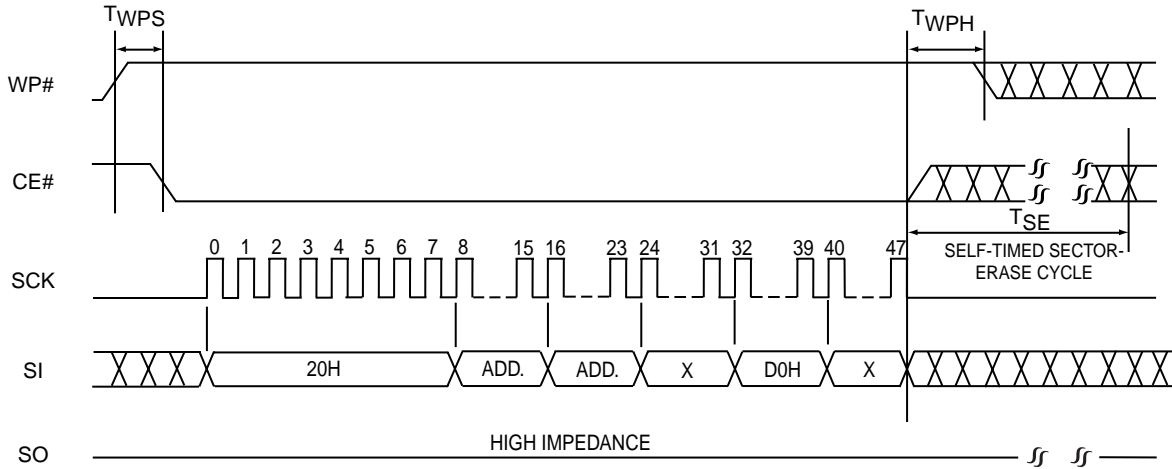 TWPS
TWPH
WP#
CE#
TSE
SELF-TIMED SECTOR-
ERASE CYCLE
0 1 2 3 4 5 6 7 8 15 16 23 24 31 32 39 40 47
SCK
SI
20H ADD. ADD. X D0H X
HIGH IMPEDANCE
SO